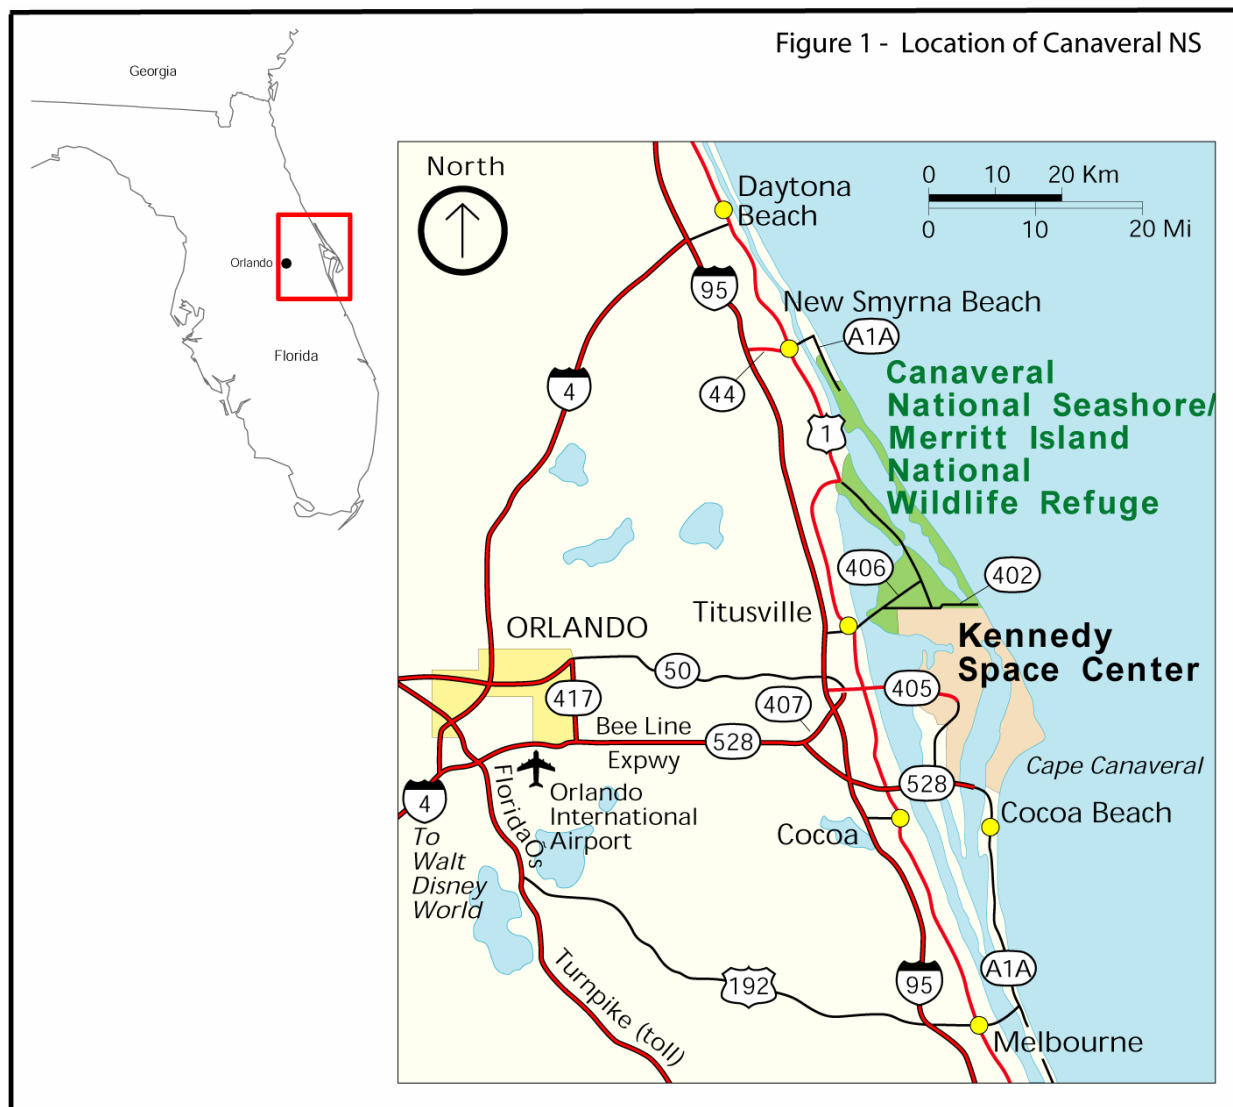 Figure 1 - Location of Canaveral NS
Georgia
Orlando
Florida
North
0 10 20 Km
0 10 20 Mi
Daytona
Beach
95
New Smyrna Beach
A1A
4
44
Canaveral
National Seashore/
Merritt Island
National
Wildlife Refuge
1
406
402
Titusville
ORLANDO
Kennedy
Space Center
50
417
405
407
Bee Line
528
Expwy
Cape Canaveral
528
4
Orlando
International
Airport
Cocoa
Cocoa Beach
To
Walt
Disney
World
FloridaÕs
Turnpike (toll)
192
95
A1A
Melbourne